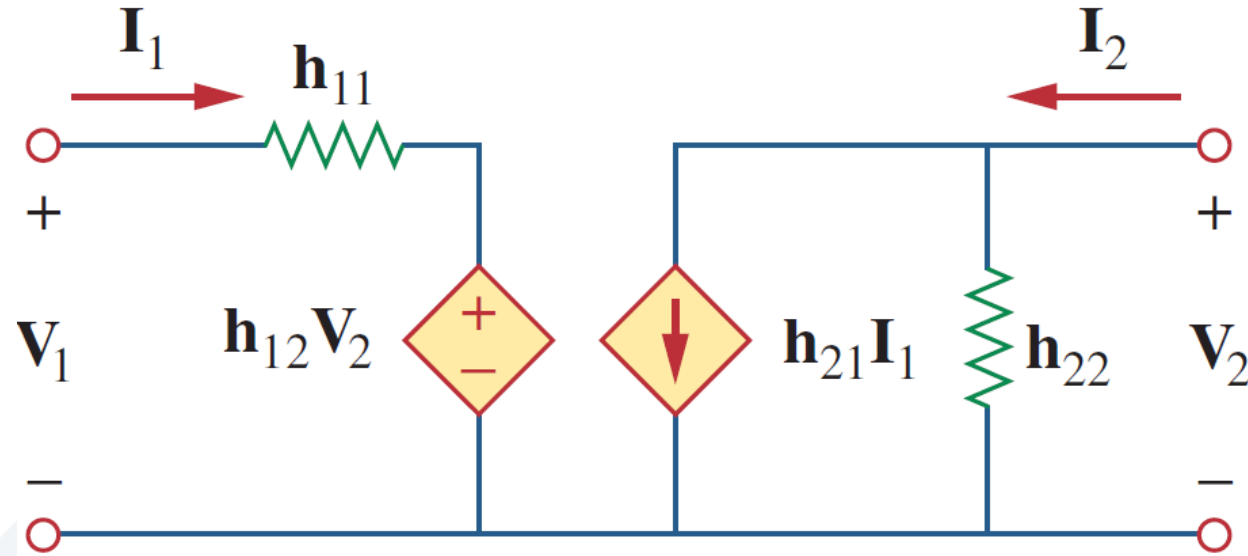 I₁
h₁₁
I₂
+
+
V₁
h₁₂V₂
+
−
h₂₁I₁
h₂₂
V₂
−
−